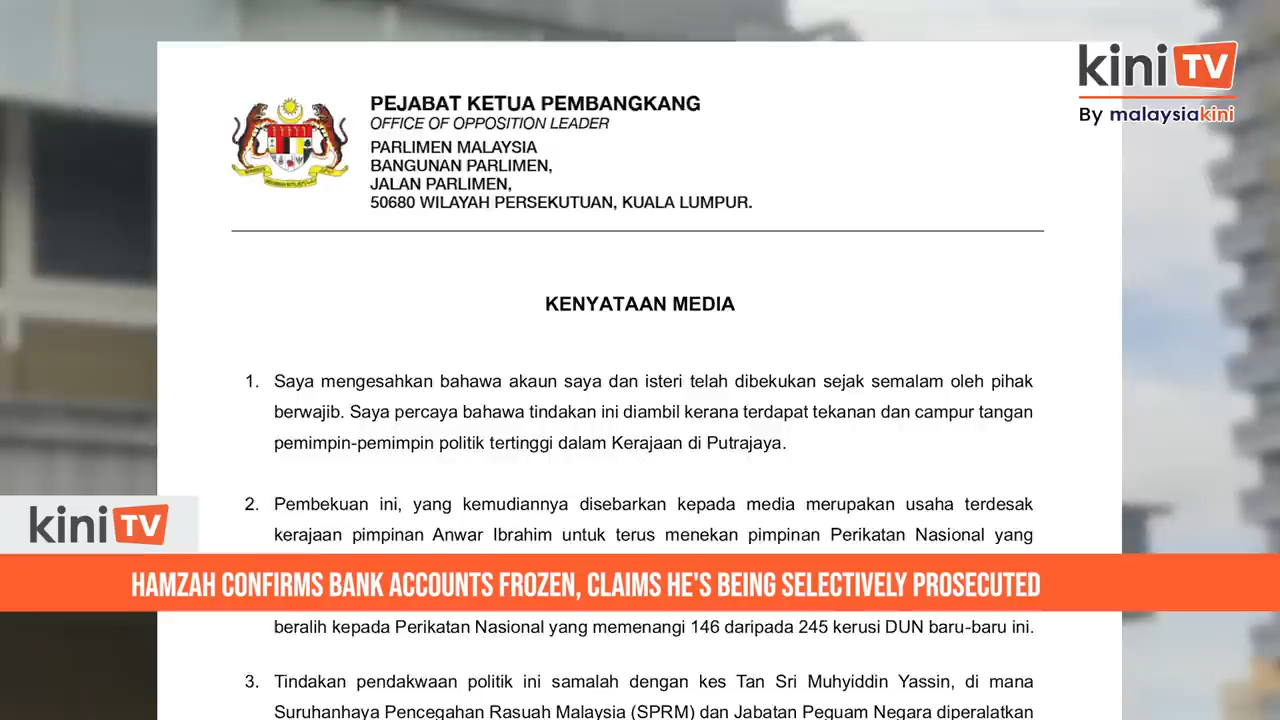 kini TV
By malaysiakini
PEJABAT KETUA PEMBANGKANG
OFFICE OF OPPOSITION LEADER
PARLIMEN MALAYSIA
BANGUNAN PARLIMEN,
JALAN PARLIMEN,
50680 WILAYAH PERSEKUTUAN, KUALA LUMPUR.
KENYATAAN MEDIA
1. Saya mengesahkan bahawa akaun saya dan isteri telah dibekukan sejak semalam oleh pihak
berwajib. Saya percaya bahawa tindakan ini diambil kerana terdapat tekanan dan campur tangan
pemimpin-pemimpin politik tertinggi dalam Kerajaan di Putrajaya.
2. Pembekuan ini, yang kemudiannya disebarkan kepada media merupakan usaha terdesak
kerajaan pimpinan Anwar Ibrahim untuk terus menekan pimpinan Perikatan Nasional yang
kini TV
HAMZAH CONFIRMS BANK ACCOUNTS FROZEN, CLAIMS HE'S BEING SELECTIVELY PROSECUTED
beralih kepada Perikatan Nasional yang memenangi 146 daripada 245 kerusi DUN baru-baru ini.
3. Tindakan pendakwaan politik ini samalah dengan kes Tan Sri Muhyiddin Yassin, di mana
Suruhanhaya Pencegahan Rasuah Malaysia (SPRM) dan Jabatan Peguam Negara diperalatkan